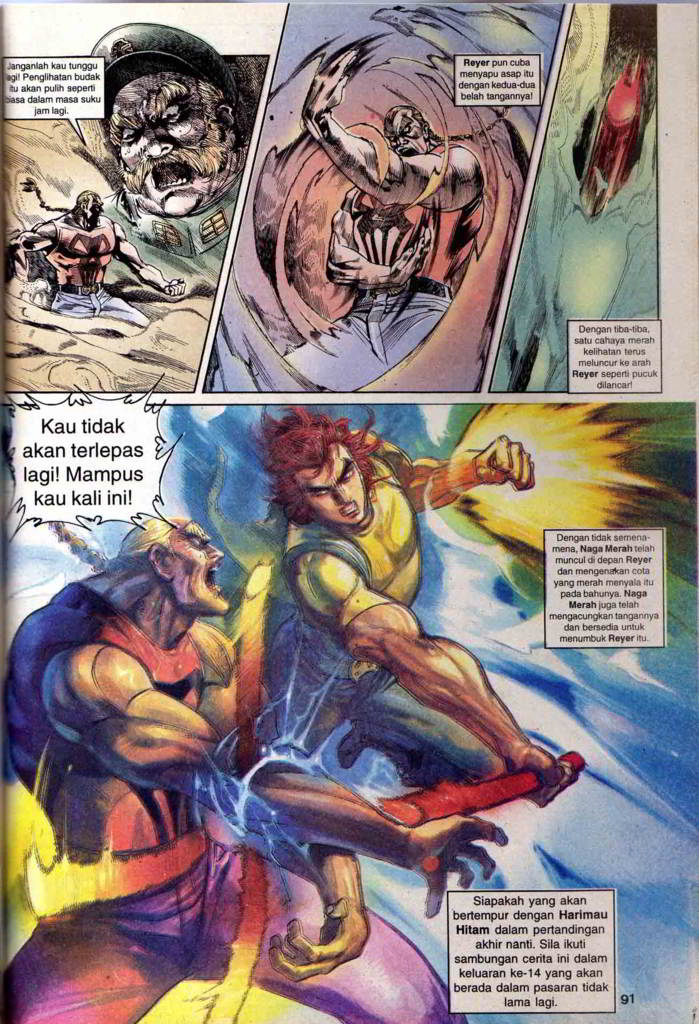 Janganlah kau tunggu
lagi! Penglihatan budak
itu akan pulih seperti
biasa dalam masa suku
jam lagi.
Reyer pun cuba
menyapu asap itu
dengan kedua-dua
belah tangannya!
Dengan tiba-tiba,
satu cahaya merah
kelihatan terus
meluncur ke arah
Reyer seperti pucuk
dilancar!
Kau tidak
akan terlepas
lagi! Mampus
kau kali ini!
Dengan tidak semena-
mena, Naga Merah telah
muncul di depan Reyer
dan mengenakan cota
yang merah menyala itu
pada bahunya. Naga
Merah juga telah
mengacungkan tangannya
dan bersedia untuk
menumbuk Reyer itu.
Siapakah yang akan
bertempur dengan Harimau
Hitam dalam pertandingan
akhir nanti. Sila ikuti
sambungan cerita ini dalam
keluaran ke-14 yang akan
berada dalam pasaran tidak
lama lagi.
91